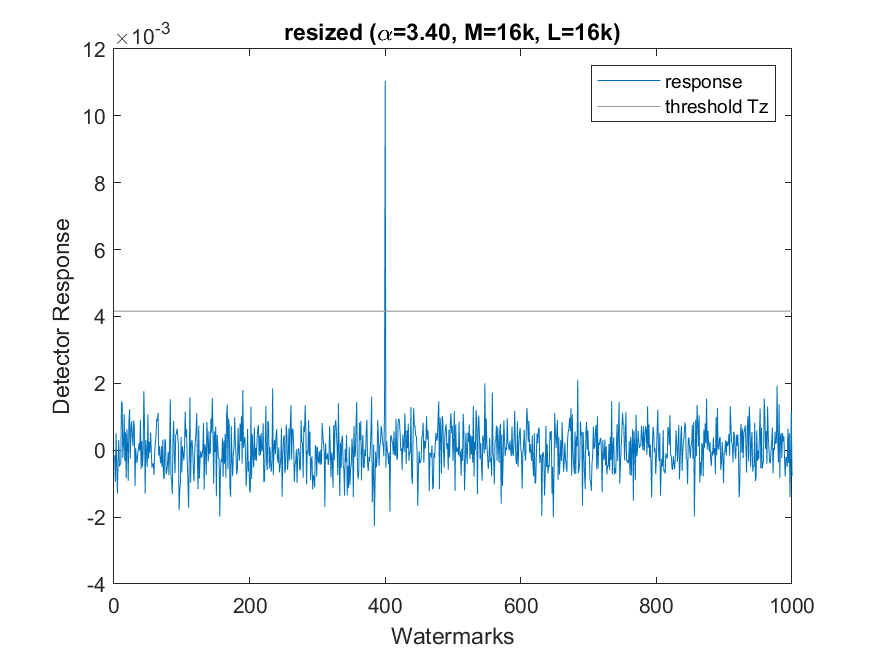 resized (α=3.40, M=16k, L=16k)
×10⁻³
12
10
8
6
4
2
0
-2
-4
Detector Response
response
threshold Tz
0 200 400 600 800 1000
Watermarks